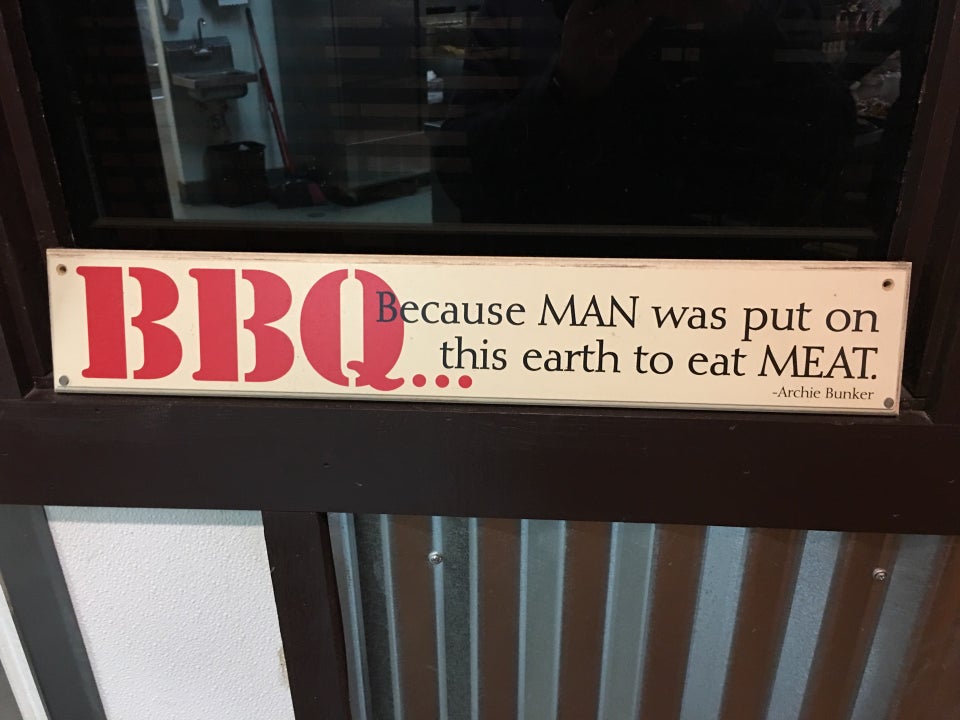 BBQ...
Because MAN was put on
this earth to eat MEAT.
-Archie Bunker